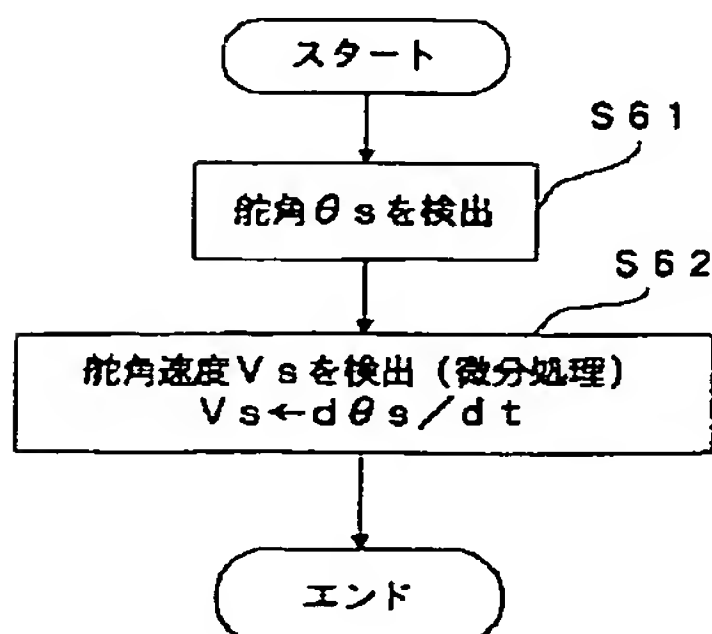 スタート
S61
舵角θsを検出
S62
舵角速度Vsを検出(微分処理)
Vs←dθs/dt
エンド